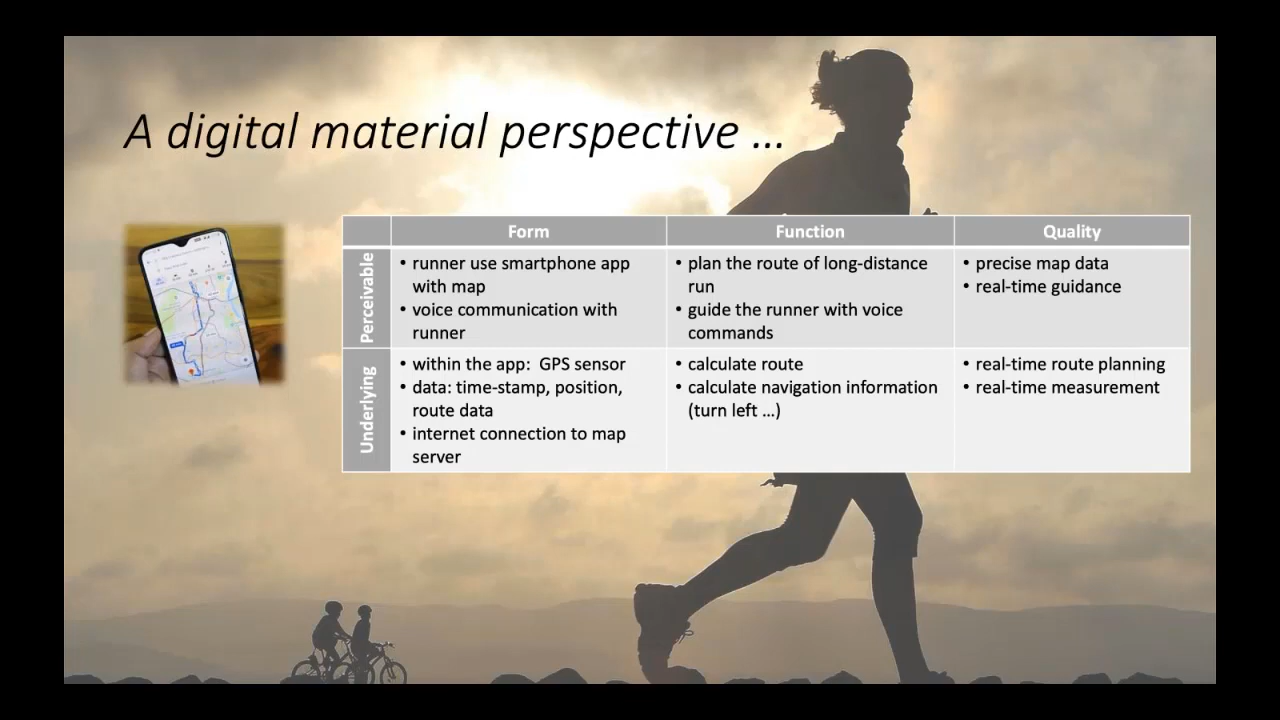 A digital material perspective ...
Form
Function
Quality
Perceivable
• runner use smartphone app
with map
• voice communication with
runner
• plan the route of long-distance
run
• guide the runner with voice
commands
• precise map data
• real-time guidance
Underlying
• within the app:  GPS sensor
• data: time-stamp, position,
route data
• internet connection to map
server
• calculate route
• calculate navigation information
(turn left ...)
• real-time route planning
• real-time measurement